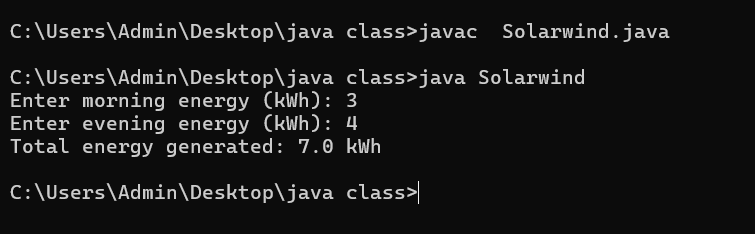 C:\Users\Admin\Desktop\java class>javac  Solarwind.java
C:\Users\Admin\Desktop\java class>java Solarwind
Enter morning energy (kWh): 3
Enter evening energy (kWh): 4
Total energy generated: 7.0 kWh
C:\Users\Admin\Desktop\java class>